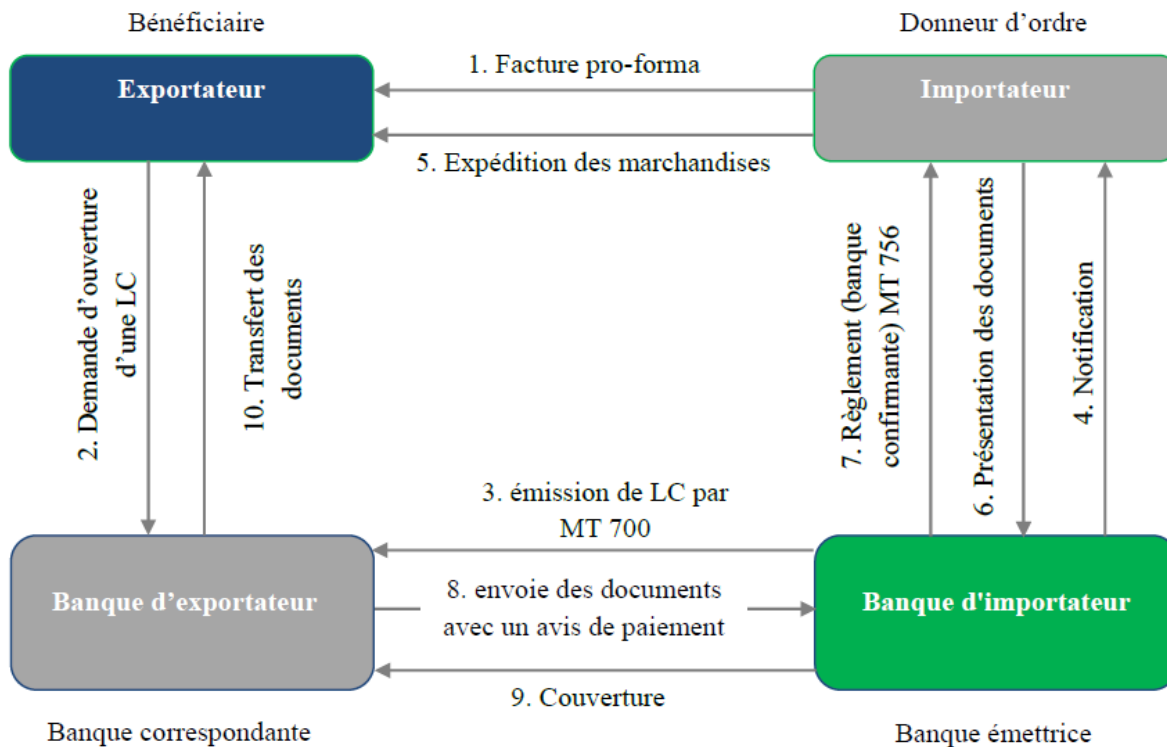 Bénéficiaire
Donneur d'ordre
1. Facture pro-forma
Exportateur
Importateur
5. Expédition des marchandises
2. Demande d'ouverture
d'une LC
10. Transfert des
documents
7. Règlement (banque
confirmante) MT 756
6. Présentation des documents
4. Notification
3. émission de LC par
MT 700
Banque d'exportateur
8. envoie des documents
avec un avis de paiement
Banque d'importateur
9. Couverture
Banque correspondante
Banque émettrice